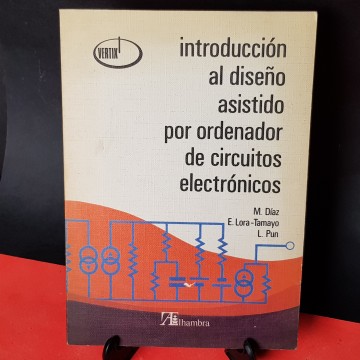 VERTIX
introducción
al diseño
asistido
por ordenador
de circuitos
electrónicos
M. Díaz
E. Lora-Tamayo
L. Pun
Alhambra